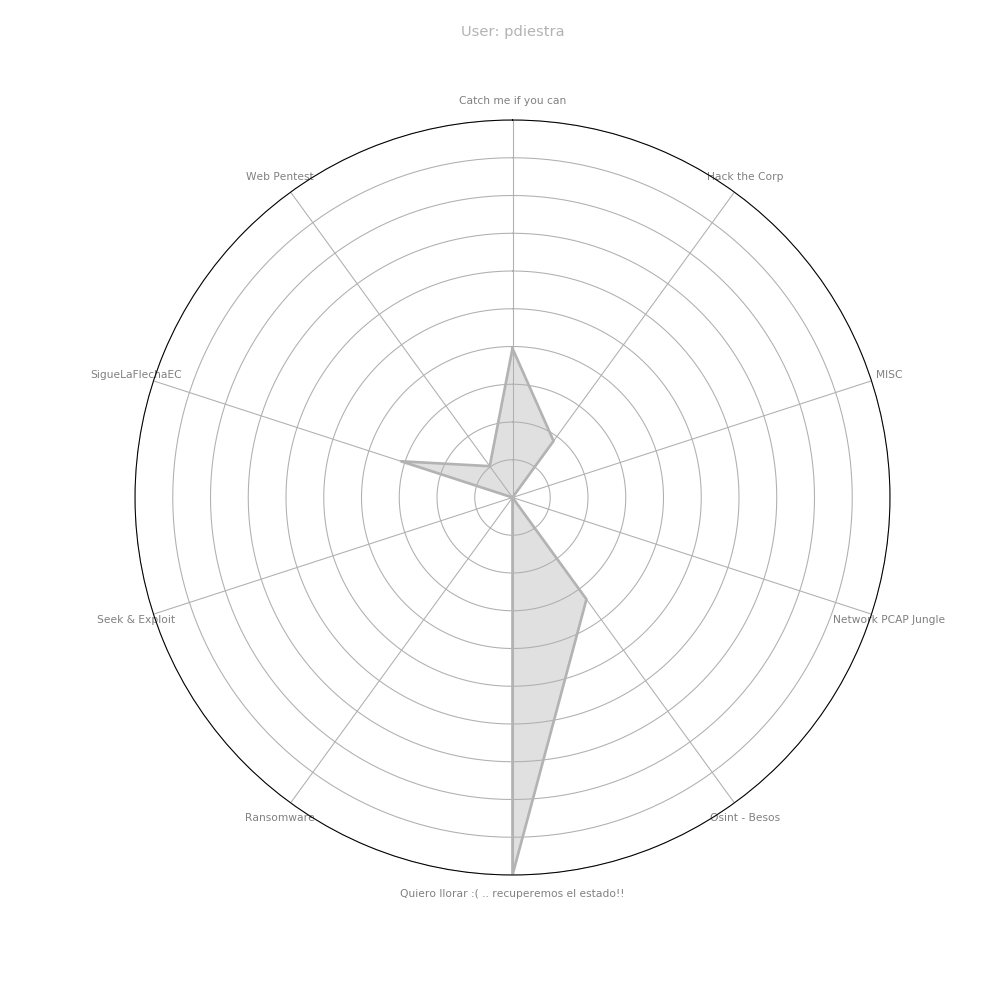 User: pdiestra
Catch me if you can
Web Pentest
Hack the Corp
SigueLaFlechaEC
MISC
Seek & Exploit
Network PCAP Jungle
Ransomware
Osint - Besos
Quiero llorar :( .. recuperemos el estado!!